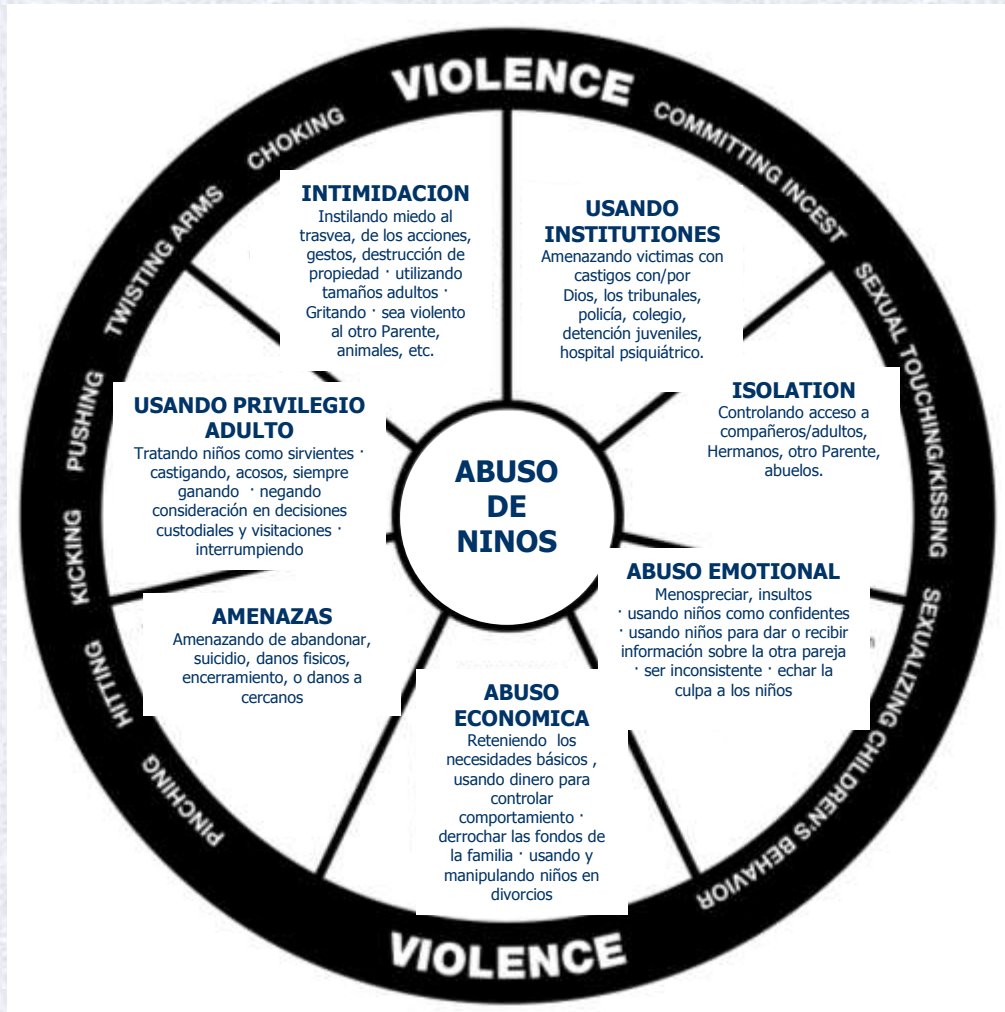 VIOLENCE
COMMITTING INCEST
SEXUAL TOUCHING/KISSING
SEXUALIZING CHILDREN'S BEHAVIOR
VIOLENCE
PINCHING
HITTING
KICKING
PUSHING
TWISTING ARMS
CHOKING
INTIMIDACION
Instilando miedo al
trasvea, de los acciones,
gestos, destrucción de
propiedad · utilizando
tamaños adultos ·
Gritando · sea violento
al otro Parente,
animales, etc.
USANDO
INSTITUTIONES
Amenazando victimas con
castigos con/por
Dios, los tribunales,
policía, colegio,
detención juveniles,
hospital psiquiátrico.
USANDO PRIVILEGIO
ADULTO
Tratando niños como sirvientes ·
castigando, acosos, siempre
ganando · negando
consideración en decisiones
custodiales y visitaciones ·
interrumpiendo
ABUSO
DE
NINOS
ISOLATION
Controlando acceso a
compañeros/adultos,
Hermanos, otro Parente,
abuelos.
AMENAZAS
Amenazando de abandonar,
suicidio, danos fisicos,
encerramiento, o danos a
cercanos
ABUSO EMOTIONAL
Menospreciar, insultos
· usando niños como confidentes
· usando niños para dar o recibir
información sobre la otra pareja
· ser inconsistente · echar la
culpa a los niños
ABUSO
ECONOMICA
Reteniendo los
necesidades básicos ,
usando dinero para
controlar
comportamiento ·
derrochar las fondos de
la familia · usando y
manipulando niños en
divorcios